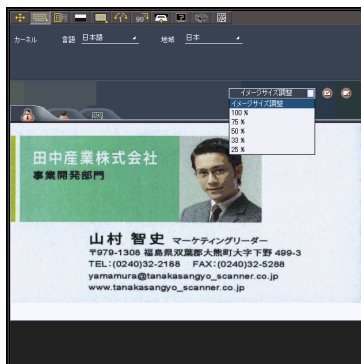 カーネル 言語 日本語 地域 日本
イメージサイズ調整
イメージサイズ調整
100 %
75 %
50 %
33 %
25 %
田中産業株式会社
事業開発部門
山村 智史 マーケティングリーダー
〒979-1308 福島県双葉郡大熊町大字下野 499-3
TEL:(0240)32-2188 FAX:(0240)32-5288
yamamura@tanakasangyo_scanner.co.jp
www.tanakasangyo_scanner.co.jp